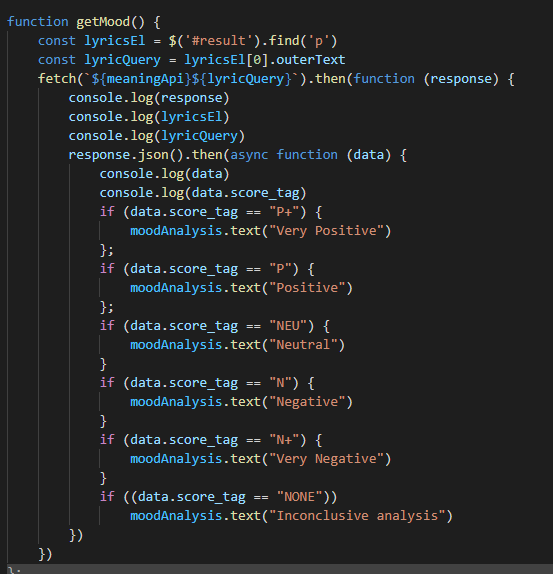 function getMood() {
    const lyricsEl = $('#result').find('p')
    const lyricQuery = lyricsEl[0].outerText
    fetch(`${meaningApi}${lyricQuery}`).then(function (response) {
        console.log(response)
        console.log(lyricsEl)
        console.log(lyricQuery)
        response.json().then(async function (data) {
            console.log(data)
            console.log(data.score_tag)
            if (data.score_tag == "P+") {
                moodAnalysis.text("Very Positive")
            };
            if (data.score_tag == "P") {
                moodAnalysis.text("Positive")
            };
            if (data.score_tag == "NEU") {
                moodAnalysis.text("Neutral")
            }
            if (data.score_tag == "N") {
                moodAnalysis.text("Negative")
            }
            if (data.score_tag == "N+") {
                moodAnalysis.text("Very Negative")
            }
            if ((data.score_tag == "NONE"))
                moodAnalysis.text("Inconclusive analysis")
        })
    })
};